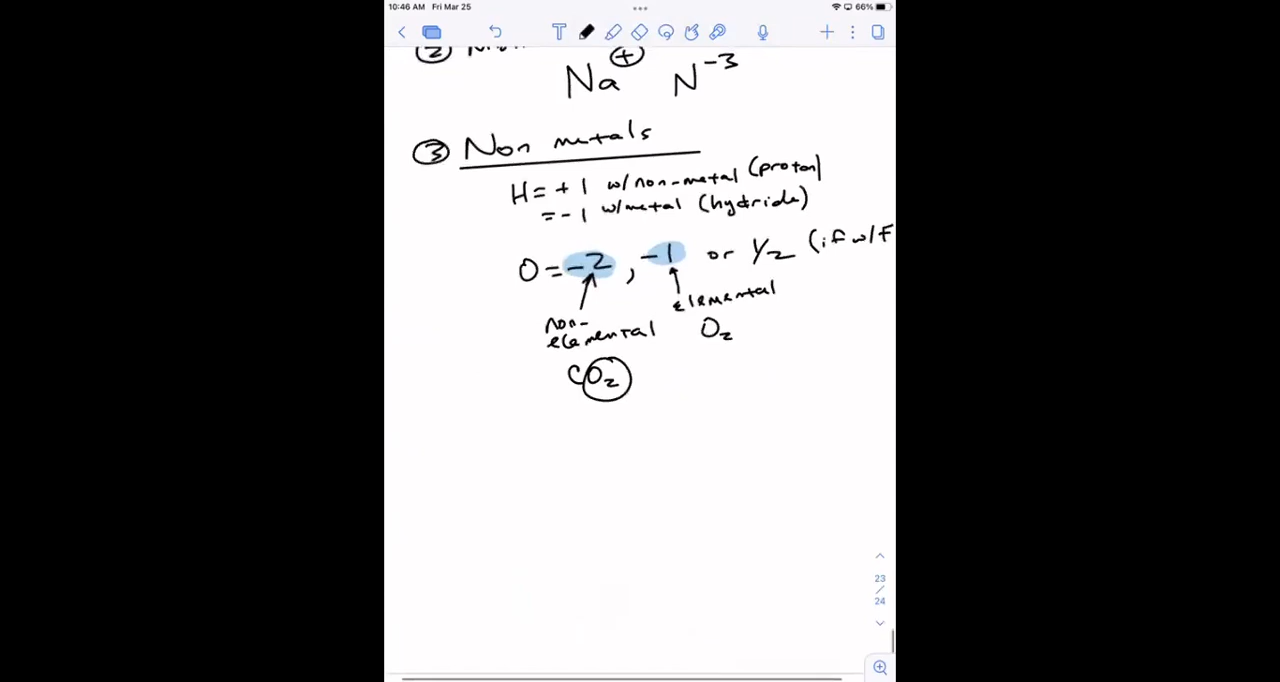 10:46 AM Fri Mar 25
66%
②
Na⁺ N⁻³
③ Non metals
H = +1 w/ non-metal (proton)
= -1 w/metal (hydride)
O = -2, -1 or 1/2 (if w/F
non-elemental
elemental
O₂
CO₂
23
/
24